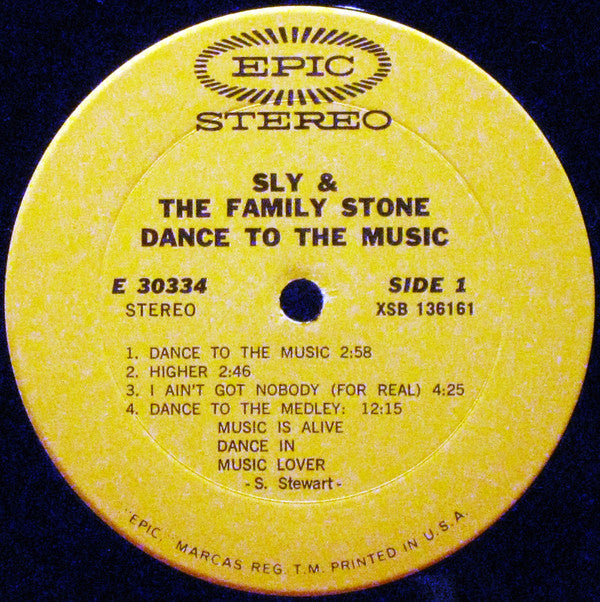 EPIC
STEREO
SLY &
THE FAMILY STONE
DANCE TO THE MUSIC
E 30334 SIDE 1
STEREO XSB 136161
1. DANCE TO THE MUSIC 2:58
2. HIGHER 2:46
3. I AIN'T GOT NOBODY (FOR REAL) 4:25
4. DANCE TO THE MEDLEY: 12:15
MUSIC IS ALIVE
DANCE IN
MUSIC LOVER
- S. Stewart -
"EPIC," MARCAS REG. T.M. PRINTED IN U.S.A.